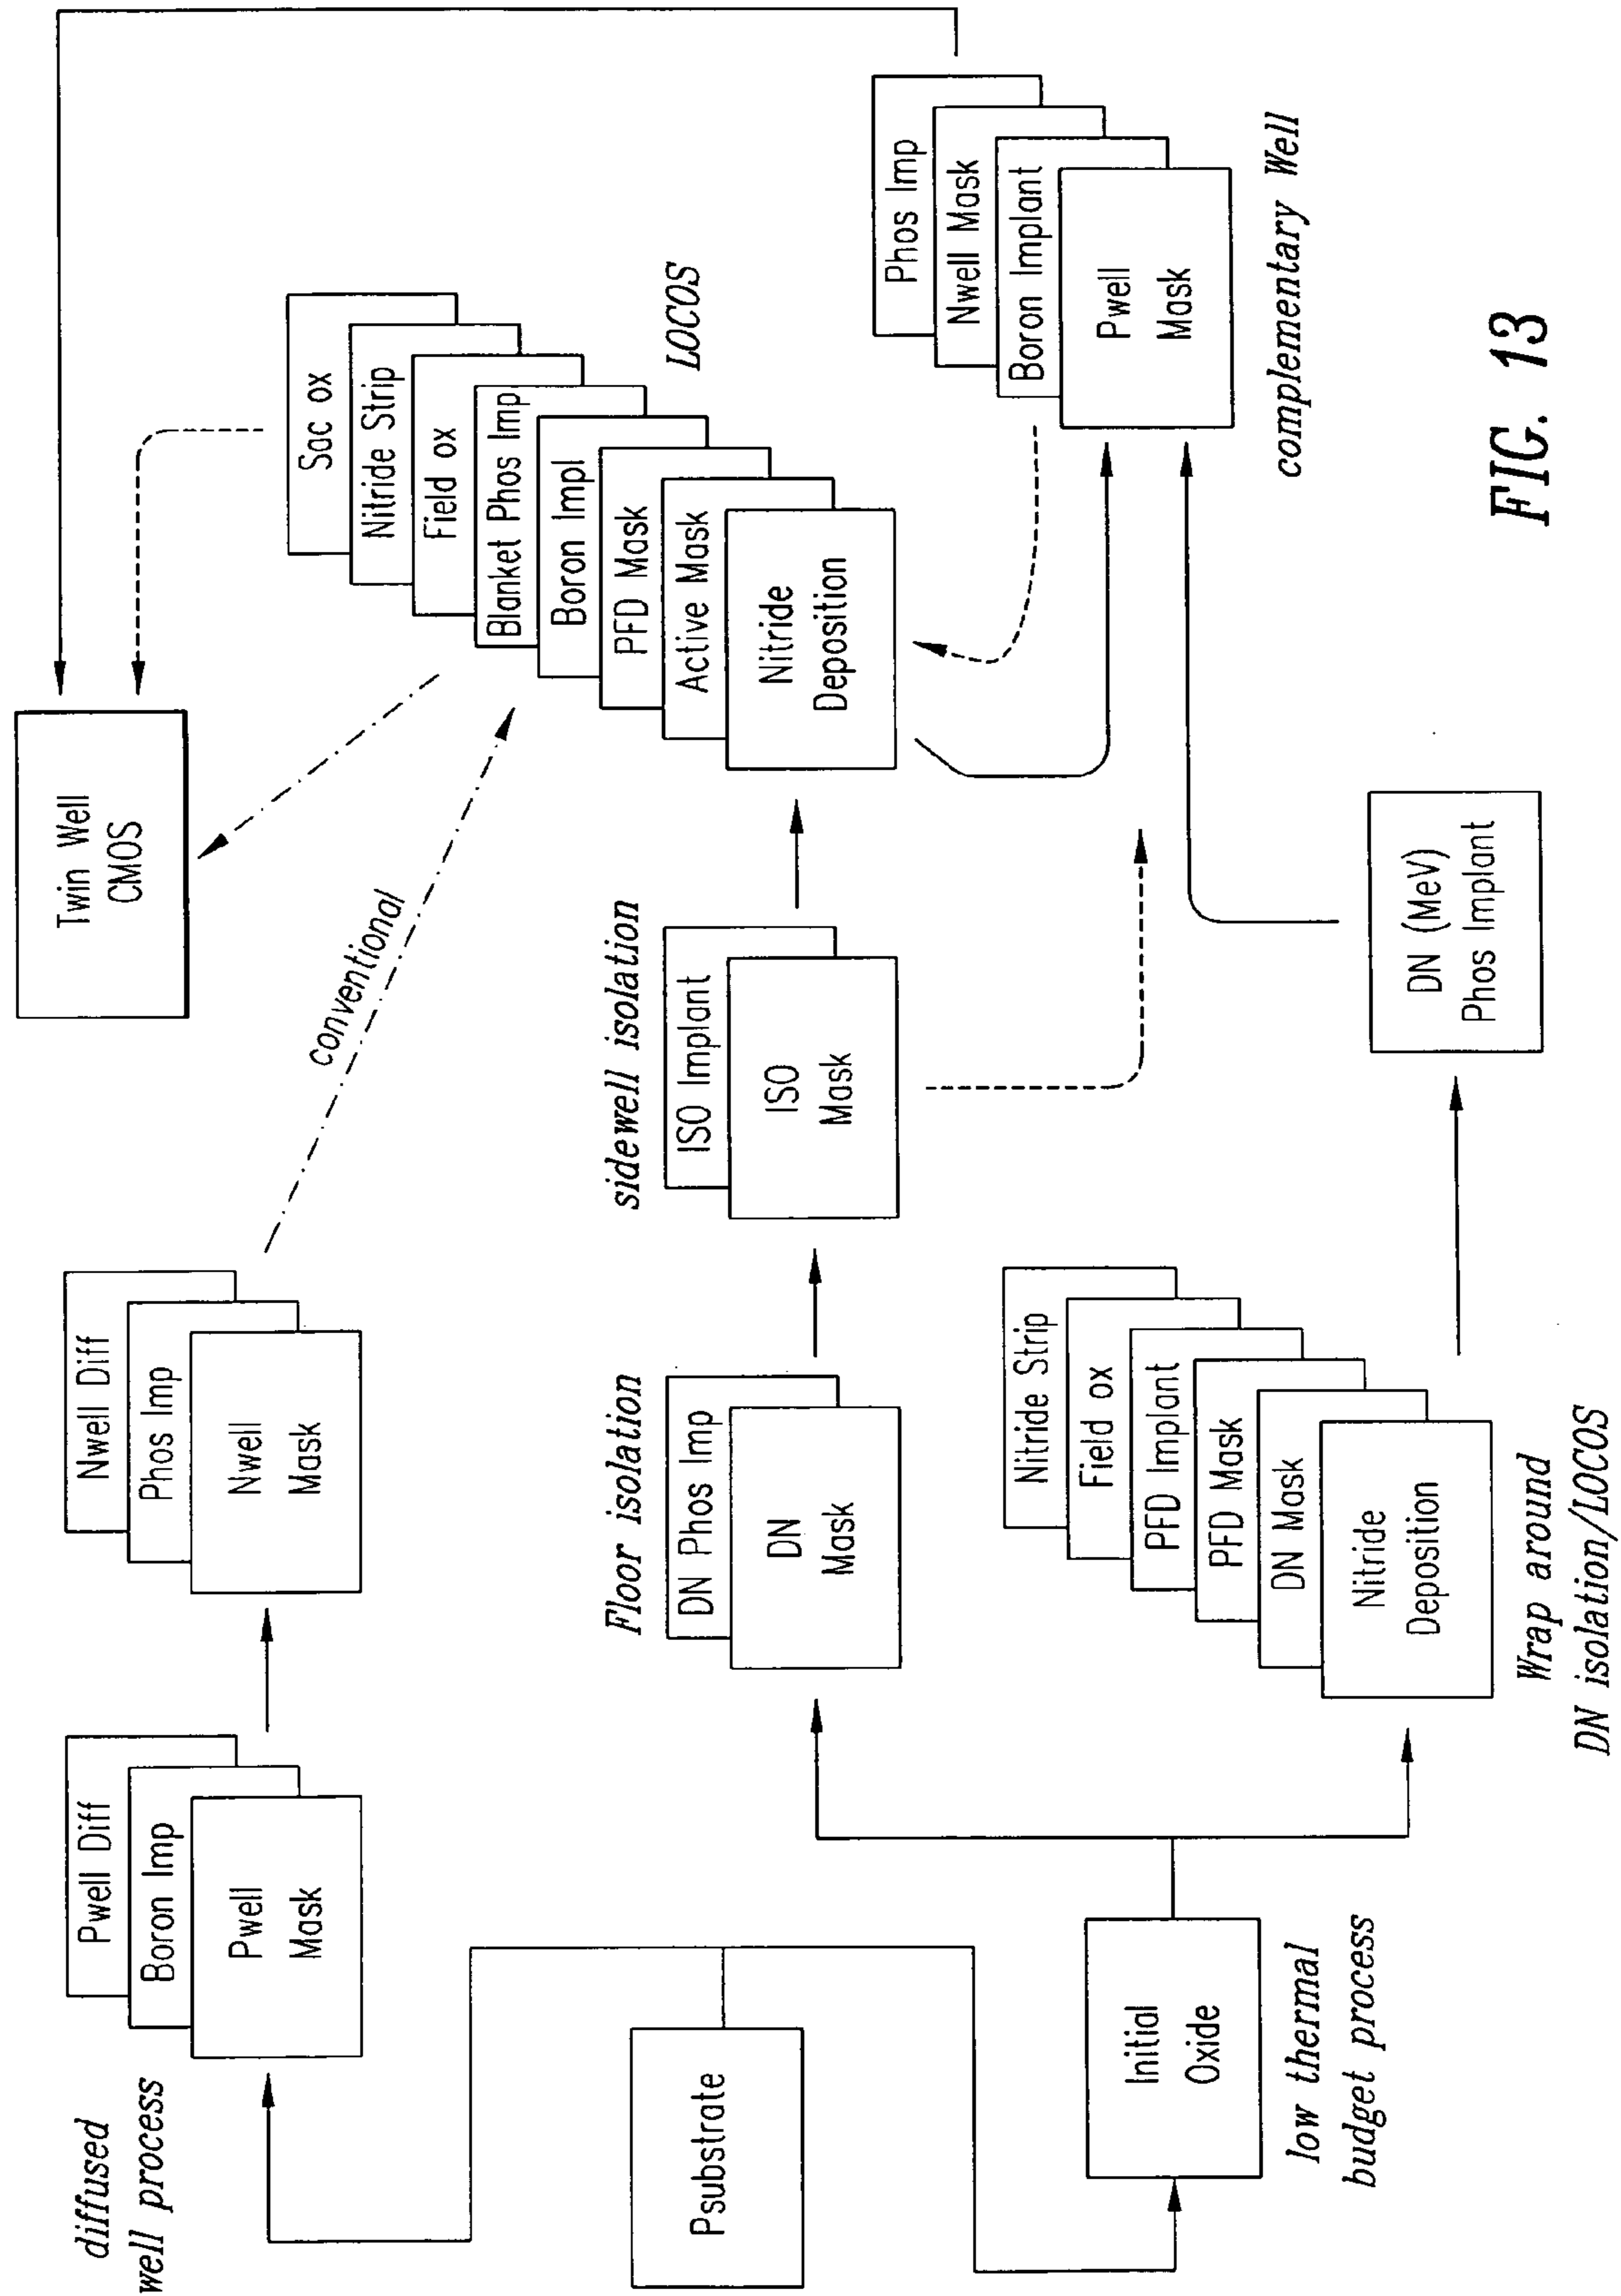 diffused
well process
Pwell Diff
Boron Imp
Pwell
Mask
Nwell Diff
Phos Imp
Nwell
Mask
conventional
Twin Well
CMOS
Psubstrate
Floor isolation
DN Phos Imp
DN
Mask
sidewell isolation
ISO Implant
ISO
Mask
Sac ox
Nitride Strip
Field ox
Blanket Phos Imp
Boron Impl
PFD Mask
Active Mask
Nitride
Deposition
LOCOS
Initial
Oxide
low thermal
budget process
Nitride Strip
Field ox
PFD Implant
PFD Mask
DN Mask
Nitride
Deposition
Wrap around
DN isolation/LOCOS
DN (MeV)
Phos Implant
Phos Imp
Nwell Mask
Boron Implant
Pwell
Mask
complementary Well
FIG. 13